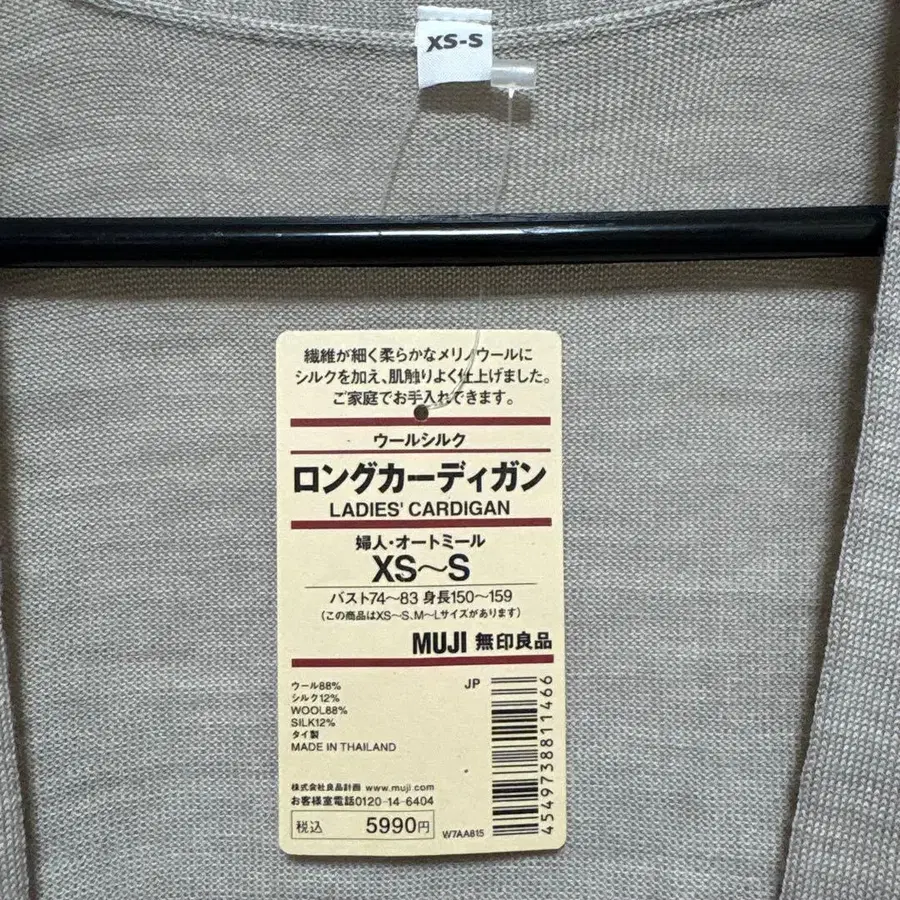 XS-S
繊維が細く柔らかなメリノウールに
シルクを加え、肌触りよく仕上げました。
ご家庭でお手入れできます。
ウールシルク
ロングカーディガン
LADIES' CARDIGAN
婦人・オートミール
XS〜S
バスト74〜83 身長150〜159
(この商品はXS〜S、M〜Lサイズがあります)
MUJI 無印良品
ウール88%
シルク12%
WOOL88%
SILK12%
タイ製
MADE IN THAILAND
JP
株式会社良品計画 www.muji.com
お客様室電話0120-14-6404
税込 5990円
W7AA815
4549738811466